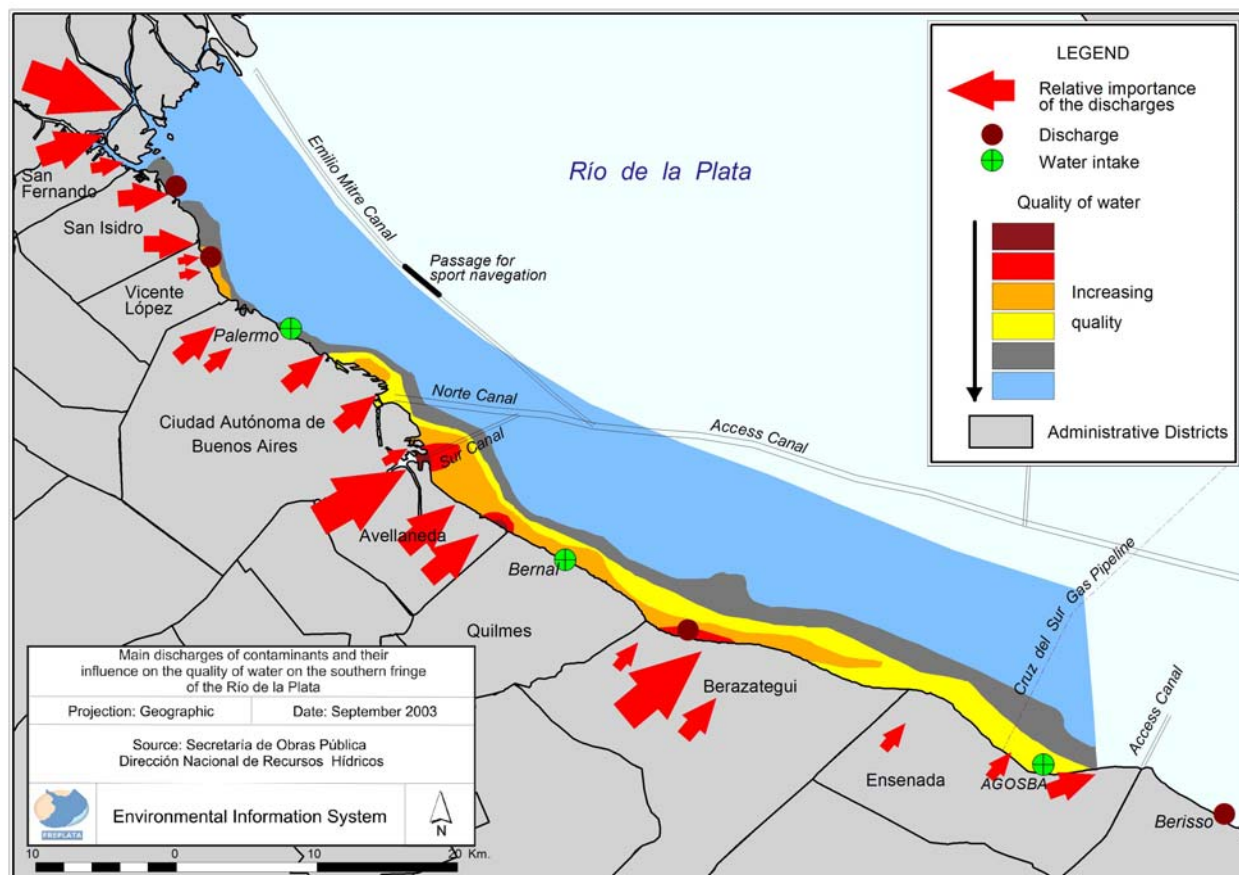 LEGEND
Relative importance
of the discharges
Discharge
Water intake
Quality of water
Increasing
quality
Administrative Districts
Río de la Plata
Emilio Mitre Canal
Passage for
sport navegation
San
Fernando
San Isidro
Vicente
López
Palermo
Ciudad Autónoma de
Buenos Aires
Norte Canal
Sur Canal
Access Canal
Avellaneda
Bernal
Quilmes
Berazategui
Cruz del Sur Gas Pipeline
Access Canal
Ensenada
AGOSBA
Berisso
Main discharges of contaminants and their
influence on the quality of water on the southern fringe
of the Río de la Plata
Projection: Geographic
Date: September 2003
Source: Secretaría de Obras Pública
Dirección Nacional de Recursos Hídricos
FREPLATA
Environmental Information System
N
10 0 10 20 Km.